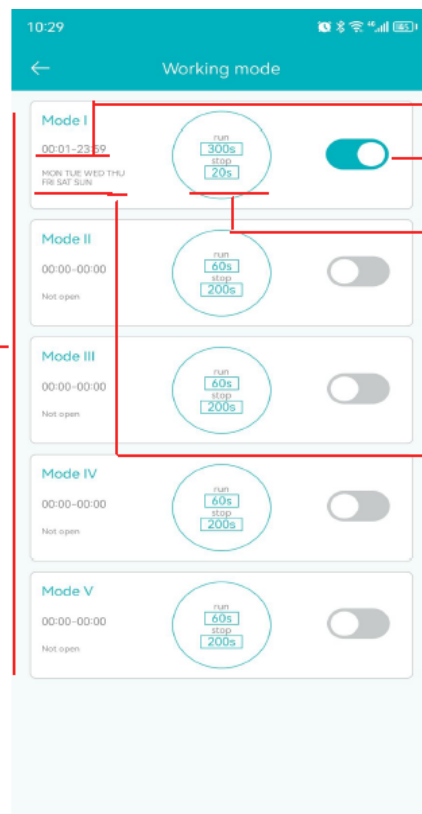 10:29
Working mode
Mode I
00:01-23:59
MON TUE WED THU
FRI SAT SUN
run
300s
stop
20s
Mode II
00:00-00:00
Not open
run
60s
stop
200s
Mode III
00:00-00:00
Not open
run
60s
stop
200s
Mode IV
00:00-00:00
Not open
run
60s
stop
200s
Mode V
00:00-00:00
Not open
run
60s
stop
200s